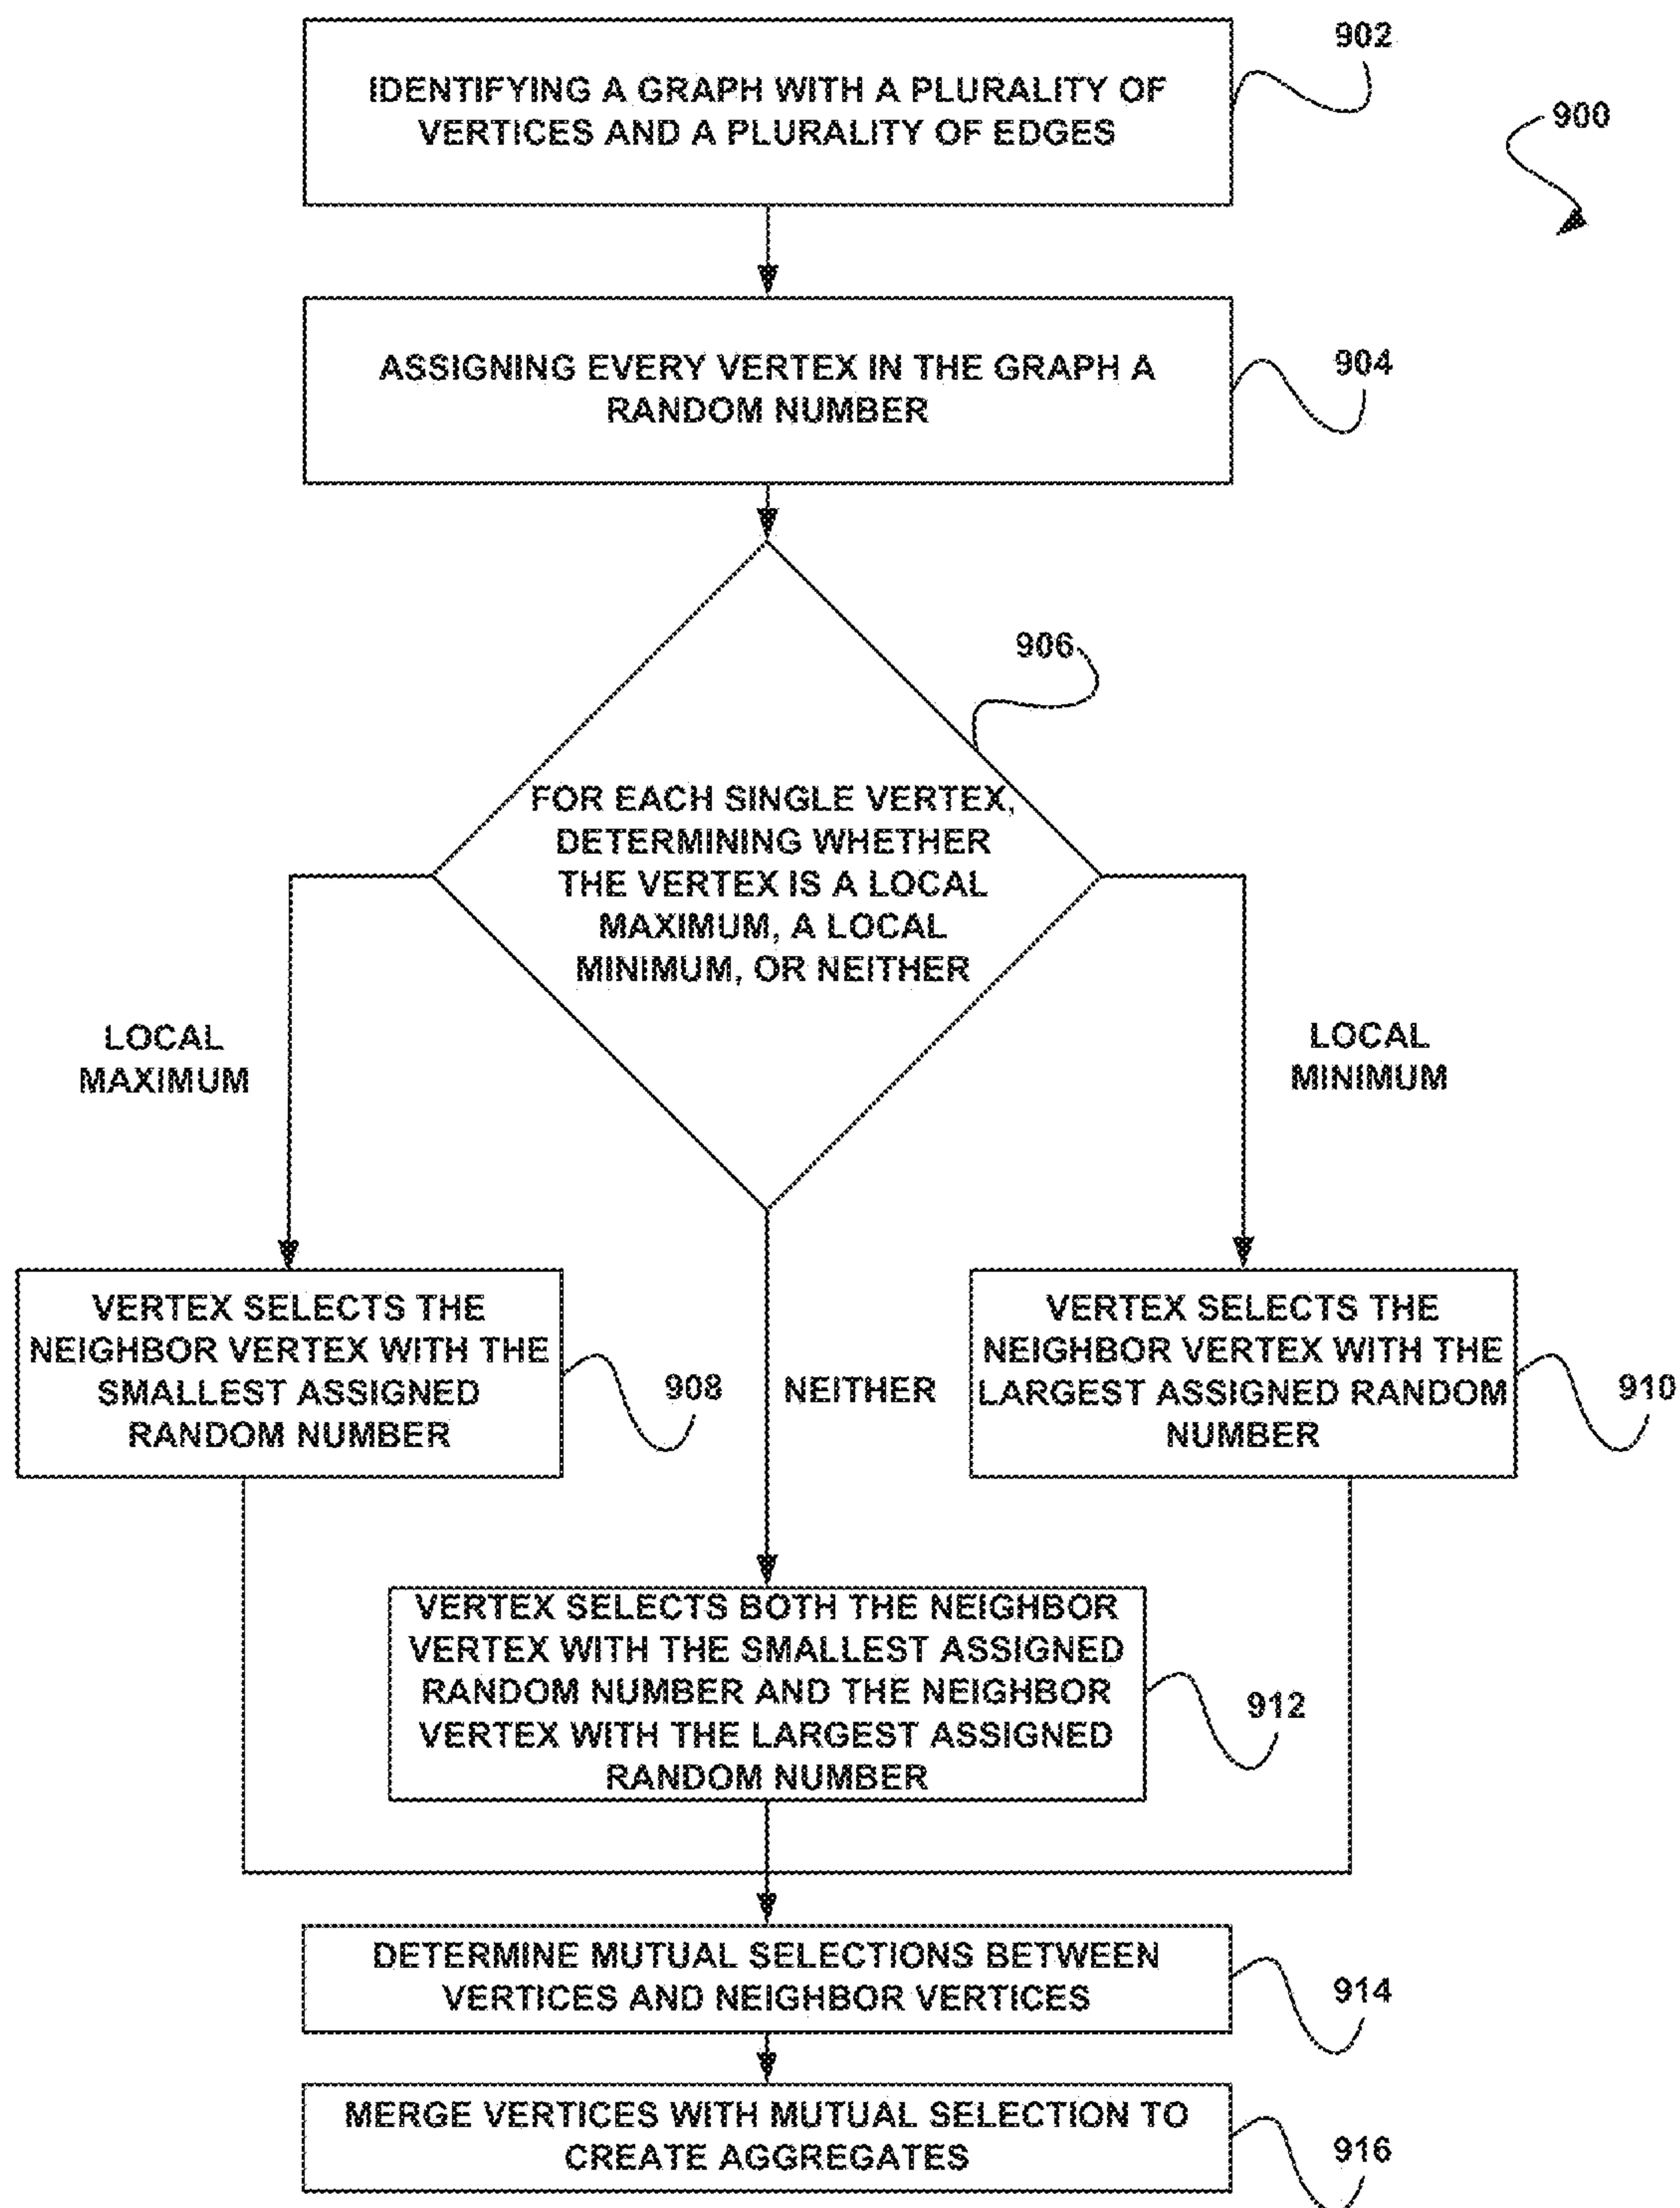 902
IDENTIFYING A GRAPH WITH A PLURALITY OF
VERTICES AND A PLURALITY OF EDGES
900
904
ASSIGNING EVERY VERTEX IN THE GRAPH A
RANDOM NUMBER
906
FOR EACH SINGLE VERTEX,
DETERMINING WHETHER
THE VERTEX IS A LOCAL
MAXIMUM, A LOCAL
MINIMUM, OR NEITHER
LOCAL
MAXIMUM
LOCAL
MINIMUM
VERTEX SELECTS THE
NEIGHBOR VERTEX WITH THE
SMALLEST ASSIGNED
RANDOM NUMBER
908
NEITHER
VERTEX SELECTS THE
NEIGHBOR VERTEX WITH THE
LARGEST ASSIGNED RANDOM
NUMBER
910
VERTEX SELECTS BOTH THE NEIGHBOR
VERTEX WITH THE SMALLEST ASSIGNED
RANDOM NUMBER AND THE NEIGHBOR
VERTEX WITH THE LARGEST ASSIGNED
RANDOM NUMBER
912
DETERMINE MUTUAL SELECTIONS BETWEEN
VERTICES AND NEIGHBOR VERTICES
914
MERGE VERTICES WITH MUTUAL SELECTION TO
CREATE AGGREGATES
916